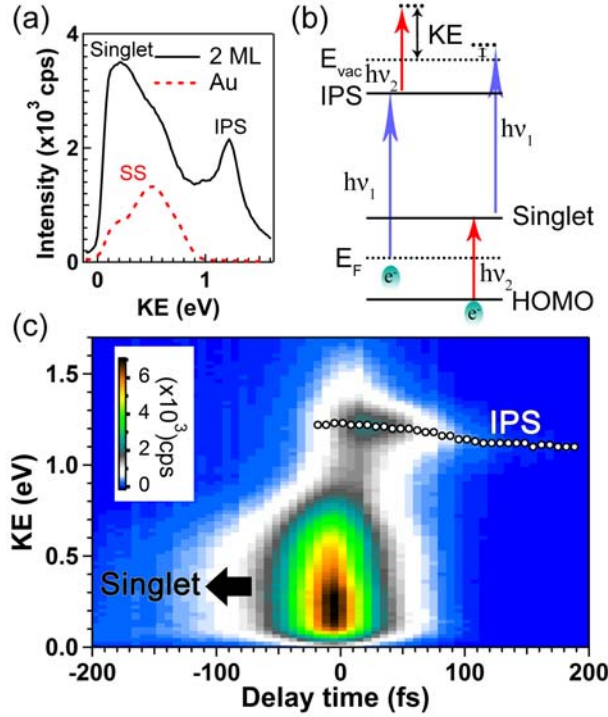 (a)
Singlet
2 ML
Au
IPS
SS
Intensity (x10³ cps)
4
2
0
0
1
KE (eV)
(b)
KE
E_vac
hν₂
IPS
hν₁
hν₁
Singlet
E_F
e⁻
hν₂
e⁻
HOMO
(c)
6
4
2
0
(x10³)cps
IPS
Singlet
KE (eV)
1.5
1.0
0.5
0.0
-200
-100
0
100
200
Delay time (fs)